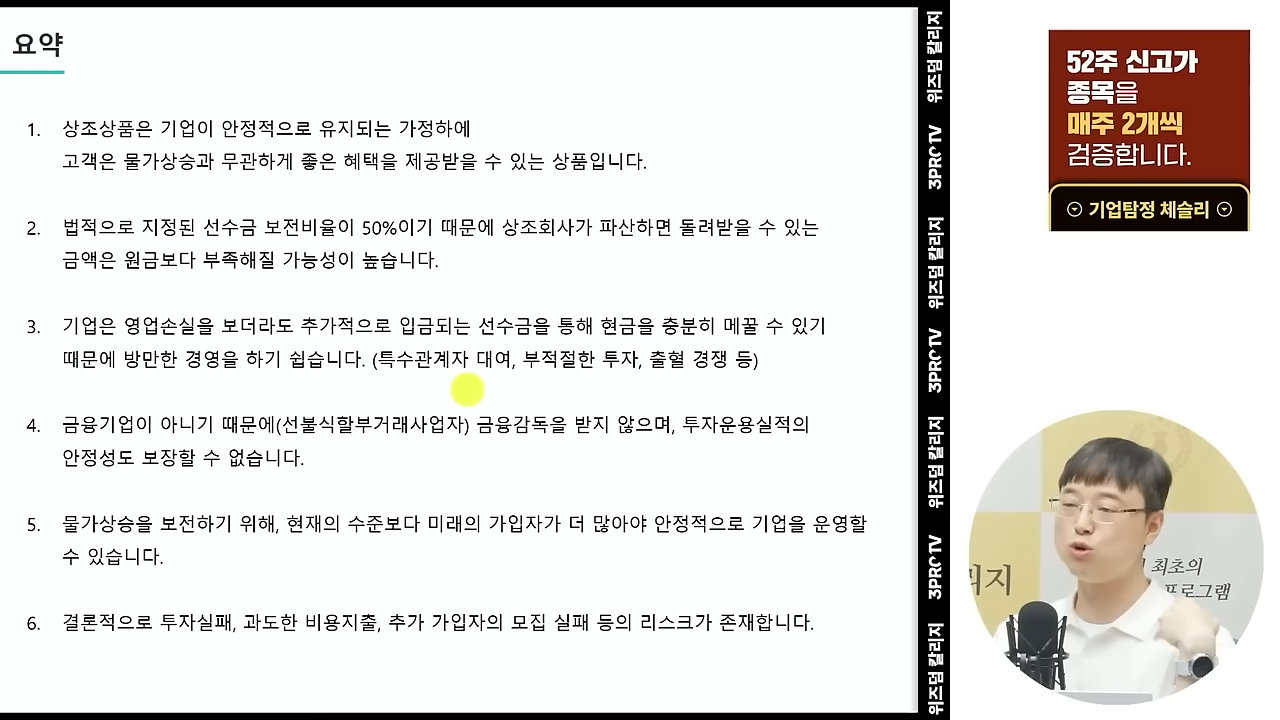 요약
1. 상조상품은 기업이 안정적으로 유지되는 가정하에
고객은 물가상승과 무관하게 좋은 혜택을 제공받을 수 있는 상품입니다.
2. 법적으로 지정된 선수금 보전비율이 50%이기 때문에 상조회사가 파산하면 돌려받을 수 있는
금액은 원금보다 부족해질 가능성이 높습니다.
3. 기업은 영업손실을 보더라도 추가적으로 입금되는 선수금을 통해 현금을 충분히 메꿀 수 있기
때문에 방만한 경영을 하기 쉽습니다. (특수관계자 대여, 부적절한 투자, 출혈 경쟁 등)
4. 금융기업이 아니기 때문에(선불식할부거래사업자) 금융감독을 받지 않으며, 투자운용실적의
안정성도 보장할 수 없습니다.
5. 물가상승을 보전하기 위해, 현재의 수준보다 미래의 가입자가 더 많아야 안정적으로 기업을 운영할
수 있습니다.
6. 결론적으로 투자실패, 과도한 비용지출, 추가 가입자의 모집 실패 등의 리스크가 존재합니다.
위즈덤 칼리지
3PROTV
위즈덤 칼리지
3PROTV
위즈덤 칼리지
3PROTV
위즈덤 칼리지
52주 신고가
종목을
매주 2개씩
검증합니다.
기업탐정 체슬리
최초의
프로그램